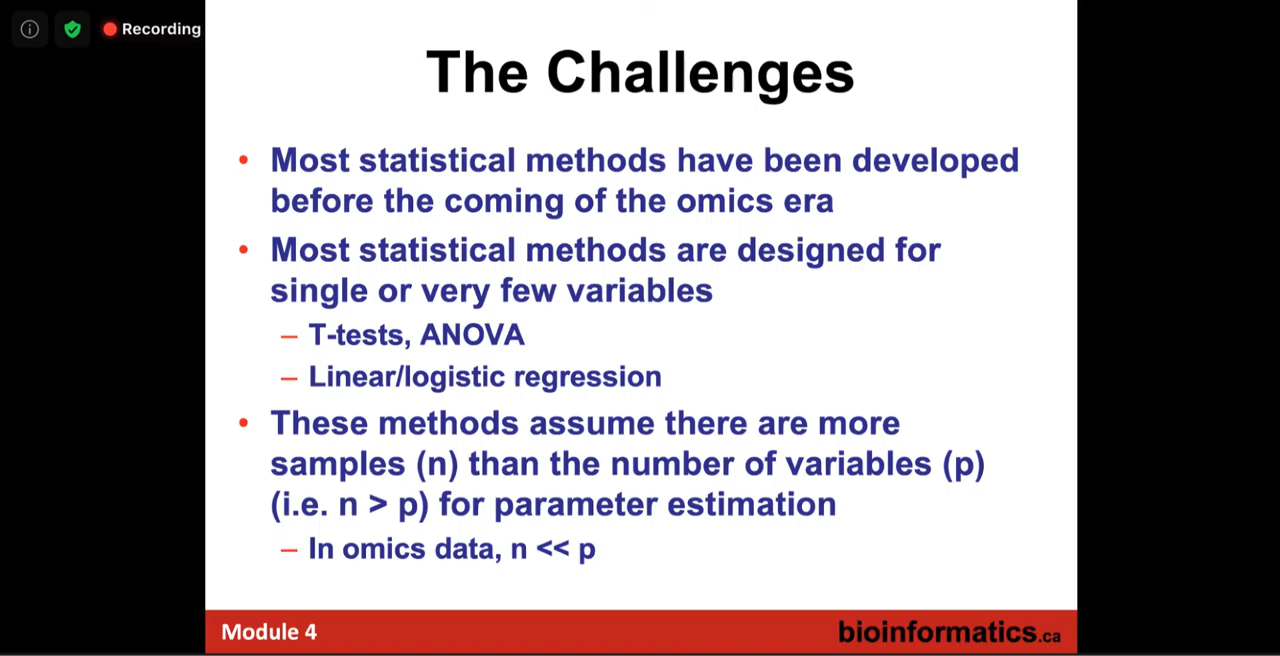 Recording
The Challenges
• Most statistical methods have been developed
before the coming of the omics era
• Most statistical methods are designed for
single or very few variables
– T-tests, ANOVA
– Linear/logistic regression
• These methods assume there are more
samples (n) than the number of variables (p)
(i.e. n > p) for parameter estimation
– In omics data, n << p
Module 4
bioinformatics.ca